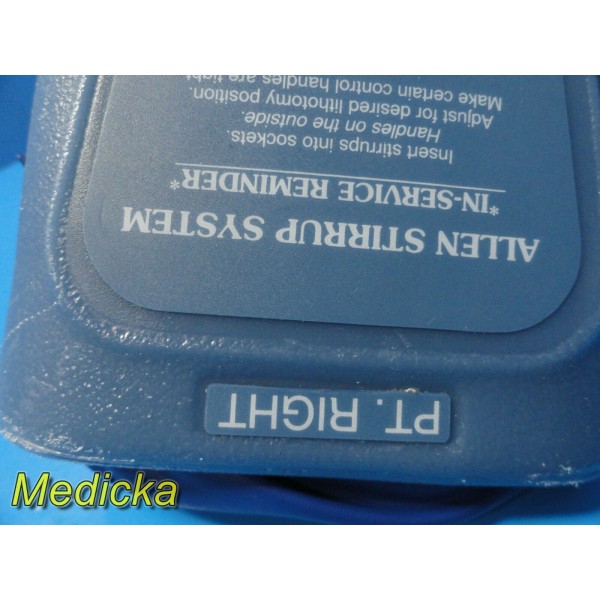 PT. RIGHT
ALLEN STIRRUP SYSTEM
*IN-SERVICE REMINDER*
Insert stirrups into sockets.
Handles on the outside.
Adjust for desired lithotomy position.
Make certain control handles are tight
Medicka